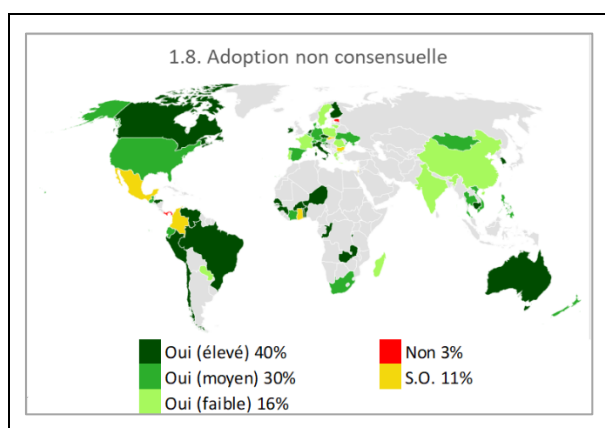 1.8. Adoption non consensuelle
Oui (élevé) 40%
Oui (moyen) 30%
Oui (faible) 16%
Non 3%
S.O. 11%